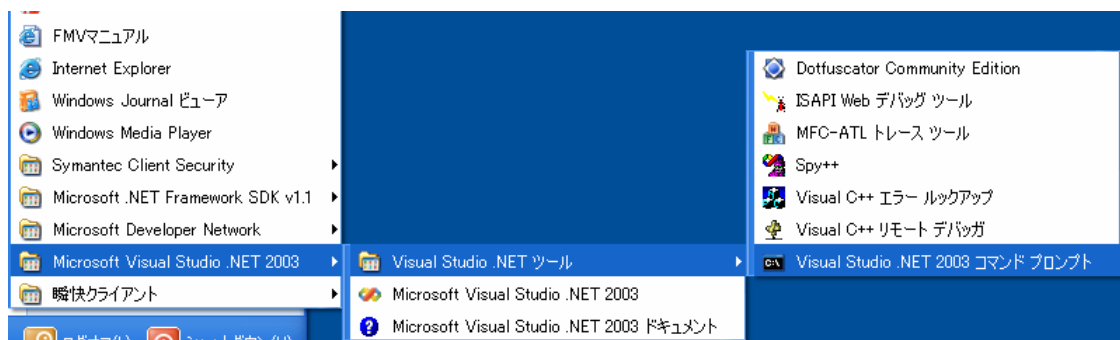 FMVマニュアル
Internet Explorer
Windows Journal ビューア
Windows Media Player
Symantec Client Security
Microsoft .NET Framework SDK v1.1
Microsoft Developer Network
Microsoft Visual Studio .NET 2003
瞬快クライアント
Visual Studio .NET ツール
Microsoft Visual Studio .NET 2003
Microsoft Visual Studio .NET 2003 ドキュメント
Dotfuscator Community Edition
ISAPI Web デバッグ ツール
MFC-ATL トレース ツール
Spy++
Visual C++ エラー ルックアップ
Visual C++ リモート デバッガ
Visual Studio .NET 2003 コマンド プロンプト